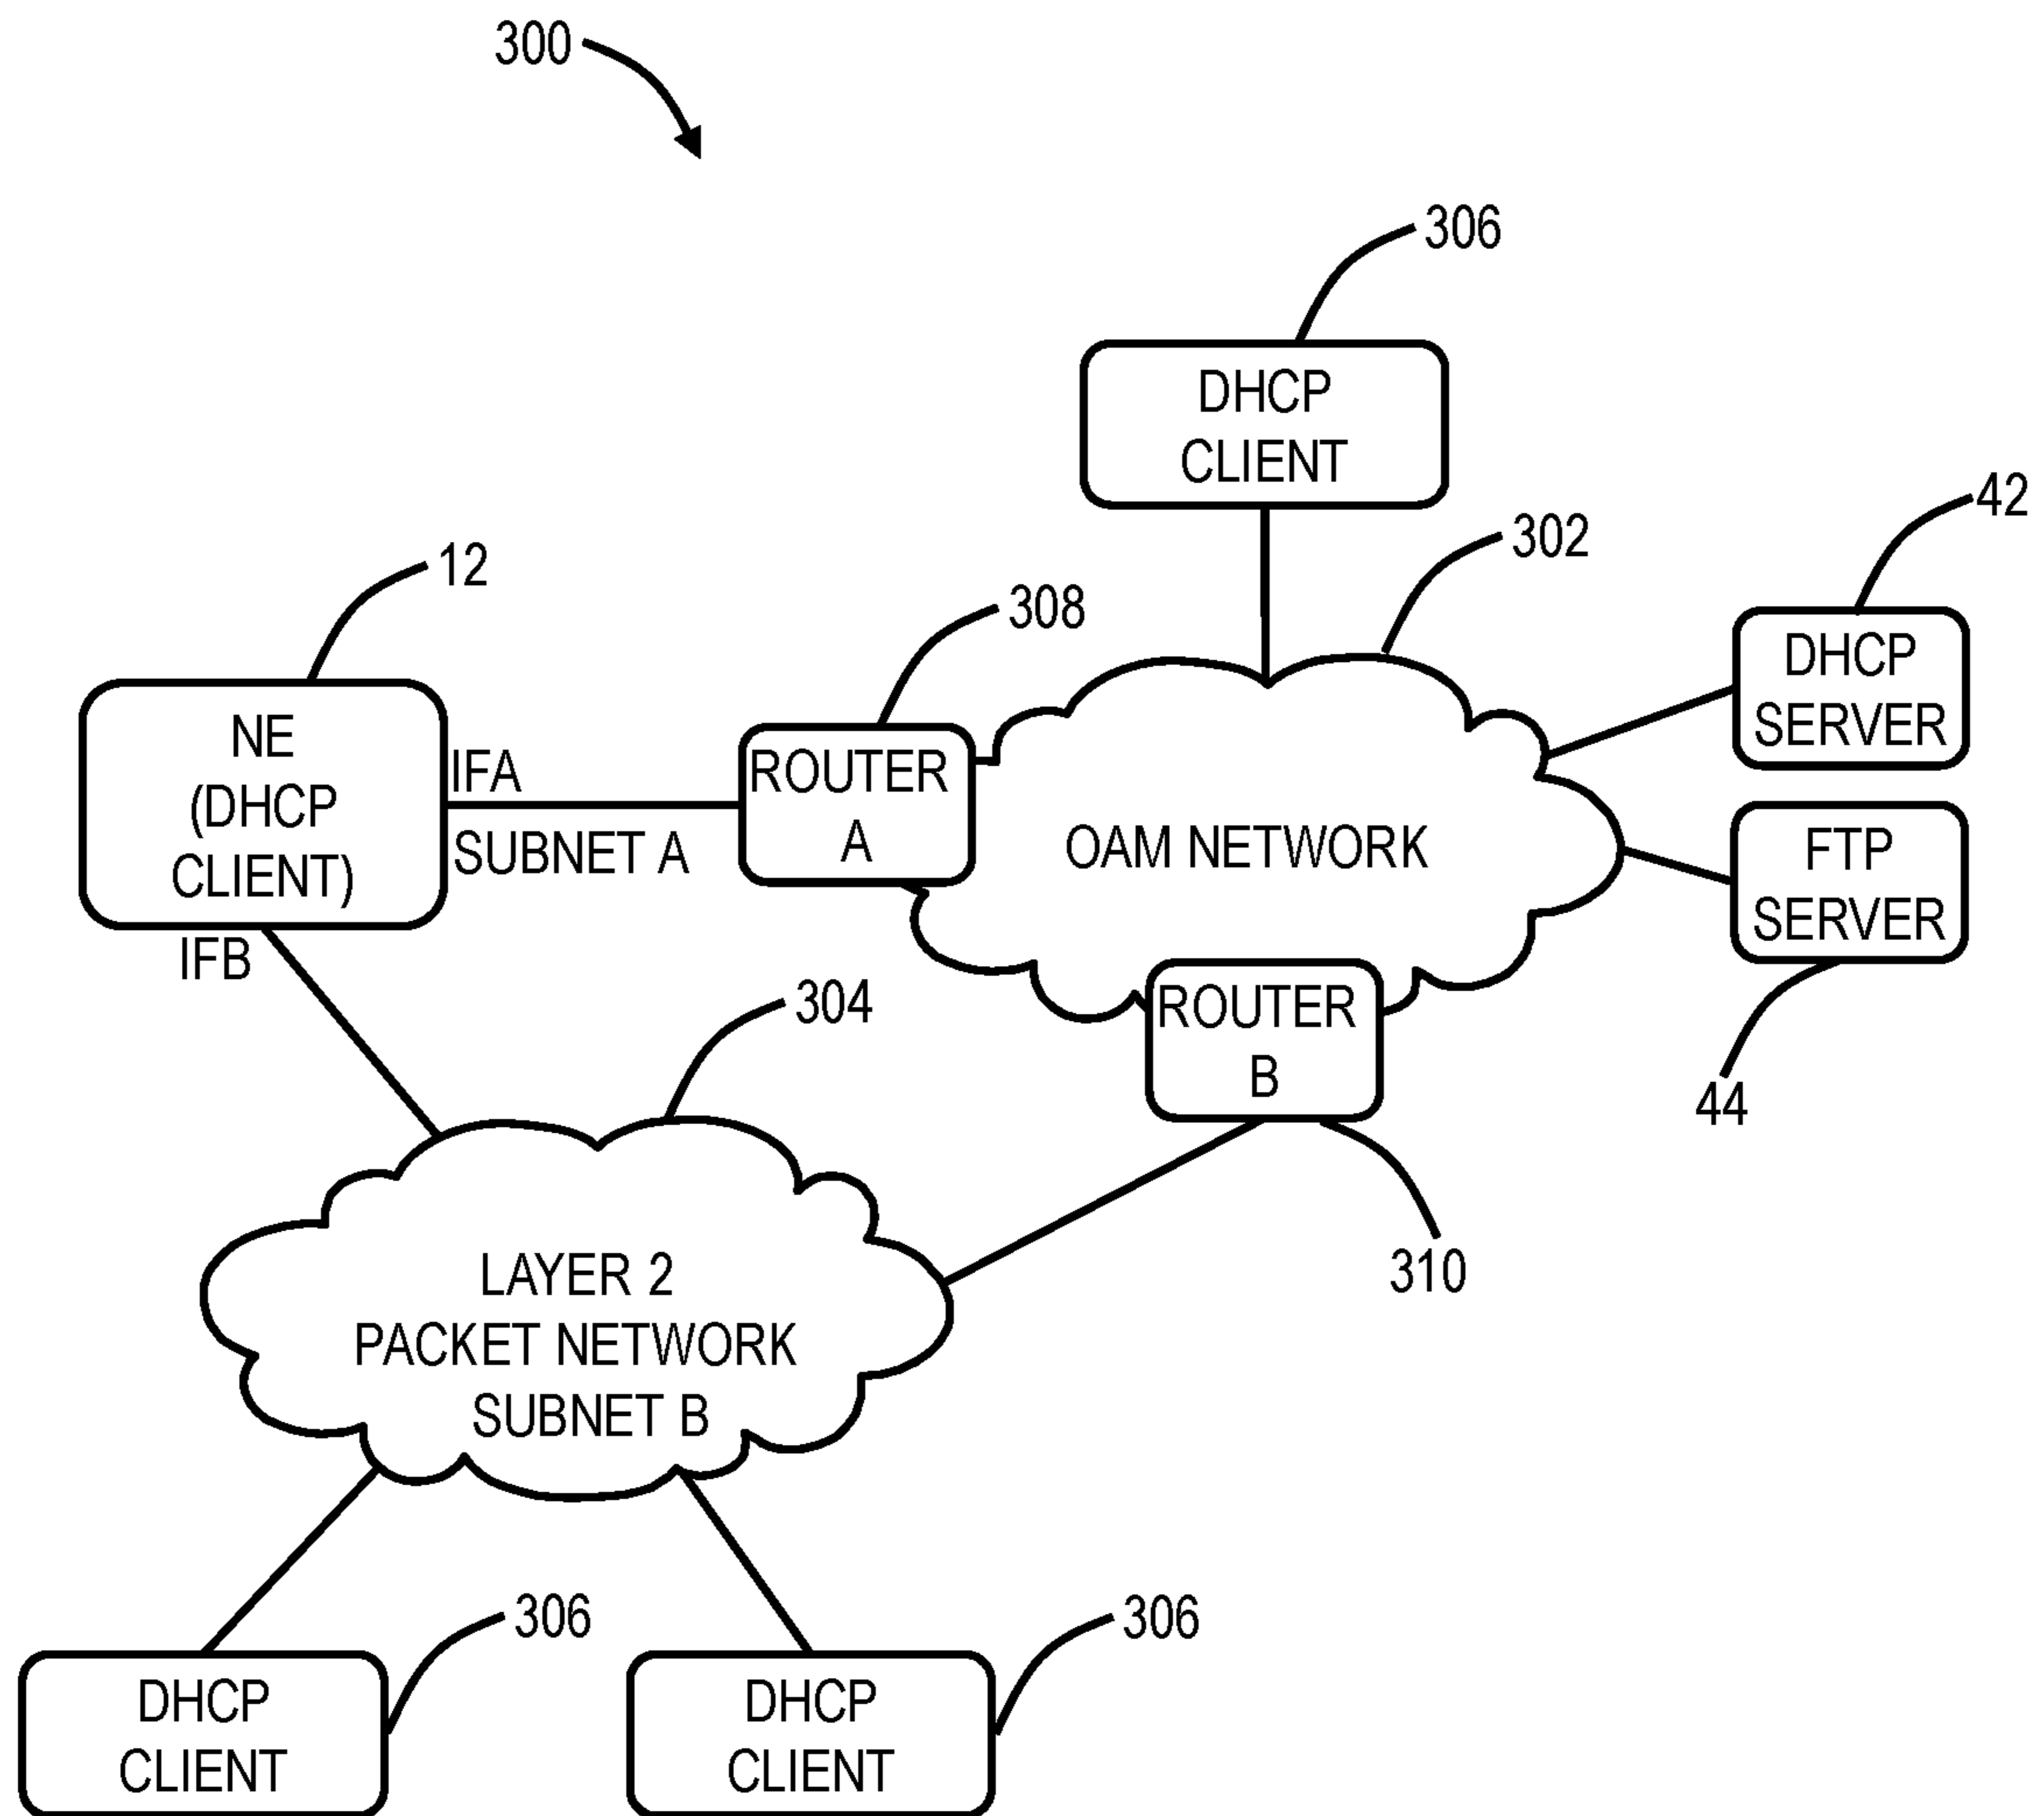 300
306
DHCP
CLIENT
42
302
12
308
DHCP
SERVER
NE
(DHCP
CLIENT)
IFA
SUBNET A
ROUTER
A
OAM NETWORK
FTP
SERVER
IFB
304
ROUTER
B
44
310
LAYER 2
PACKET NETWORK
SUBNET B
306
306
DHCP
CLIENT
DHCP
CLIENT